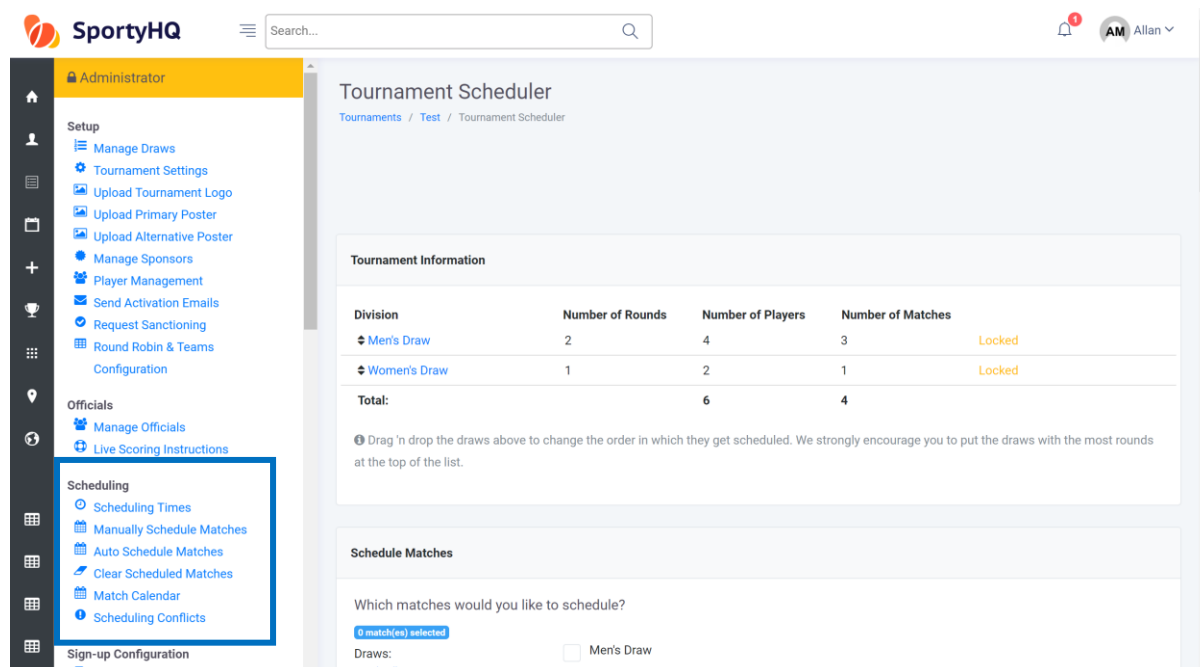 SportyHQ
Search...
1
AM Allan
Administrator
Setup
Manage Draws
Tournament Settings
Upload Tournament Logo
Upload Primary Poster
Upload Alternative Poster
Manage Sponsors
Player Management
Send Activation Emails
Request Sanctioning
Round Robin & Teams
Configuration
Officials
Manage Officials
Live Scoring Instructions
Scheduling
Scheduling Times
Manually Schedule Matches
Auto Schedule Matches
Clear Scheduled Matches
Match Calendar
Scheduling Conflicts
Sign-up Configuration
Tournament Scheduler
Tournaments / Test / Tournament Scheduler
Tournament Information
Division Number of Rounds Number of Players Number of Matches
Men's Draw 2 4 3 Locked
Women's Draw 1 2 1 Locked
Total: 6 4
Drag 'n drop the draws above to change the order in which they get scheduled. We strongly encourage you to put the draws with the most rounds
at the top of the list.
Schedule Matches
Which matches would you like to schedule?
0 match(es) selected
Draws: Men's Draw